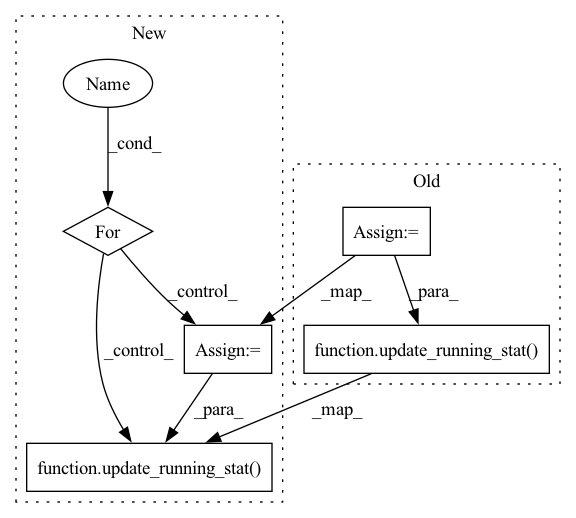 New
Name
_cond_
Old
For
Assign:=
_control_
_map_
_para_
_control_
Assign:=
function.update_running_stat()
_para_
_map_
function.update_running_stat()